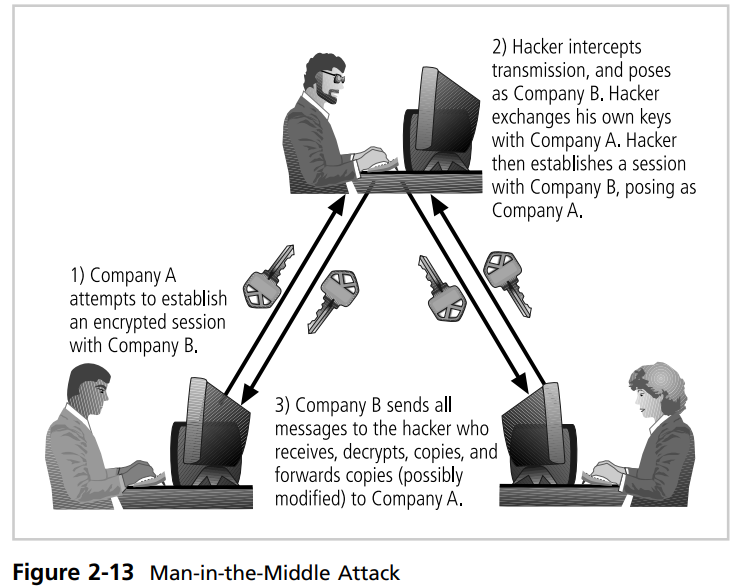 2) Hacker intercepts
transmission, and poses
as Company B. Hacker
exchanges his own keys
with Company A. Hacker
then establishes a session
with Company B, posing as
Company A.
1) Company A
attempts to establish
an encrypted session
with Company B.
3) Company B sends all
messages to the hacker who
receives, decrypts, copies, and
forwards copies (possibly
modified) to Company A.
Figure 2-13 Man-in-the-Middle Attack